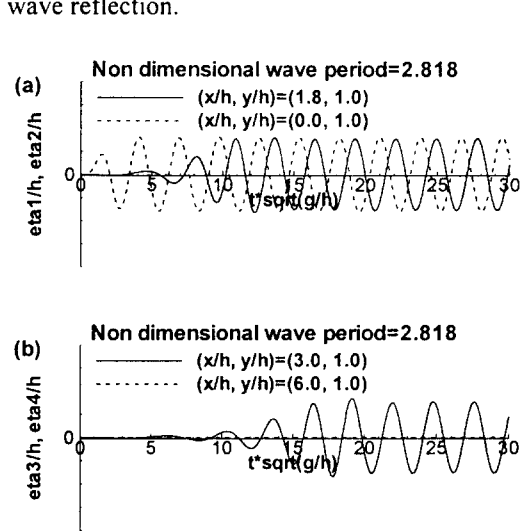 wave reflection.
(a)
Non dimensional wave period=2.818
(x/h, y/h)=(1.8, 1.0)
(x/h, y/h)=(0.0, 1.0)
eta1/h, eta2/h
0
0 5 10 15 20 25 30
t*sqrt(g/h)
(b)
Non dimensional wave period=2.818
(x/h, y/h)=(3.0, 1.0)
(x/h, y/h)=(6.0, 1.0)
eta3/h, eta4/h
0
0 5 10 15 20 25 30
t*sqrt(g/h)